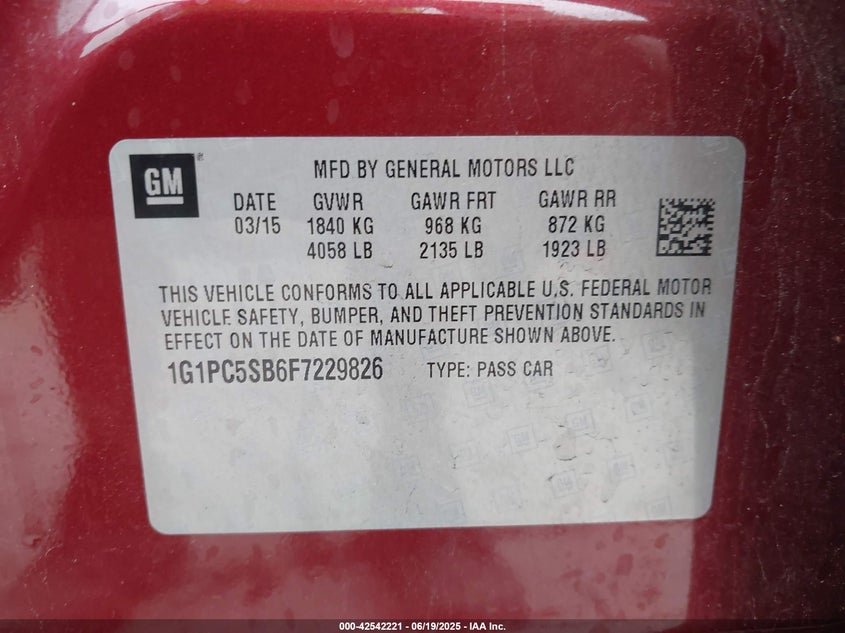 GM
MFD BY GENERAL MOTORS LLC
DATE GVWR GAWR FRT GAWR RR
03/15 1840 KG 968 KG 872 KG
4058 LB 2135 LB 1923 LB
THIS VEHICLE CONFORMS TO ALL APPLICABLE U.S. FEDERAL MOTOR
VEHICLE SAFETY, BUMPER, AND THEFT PREVENTION STANDARDS IN
EFFECT ON THE DATE OF MANUFACTURE SHOWN ABOVE.
1G1PC5SB6F7229826 TYPE: PASS CAR
000-42542221 - 06/19/2025 - IAA Inc.